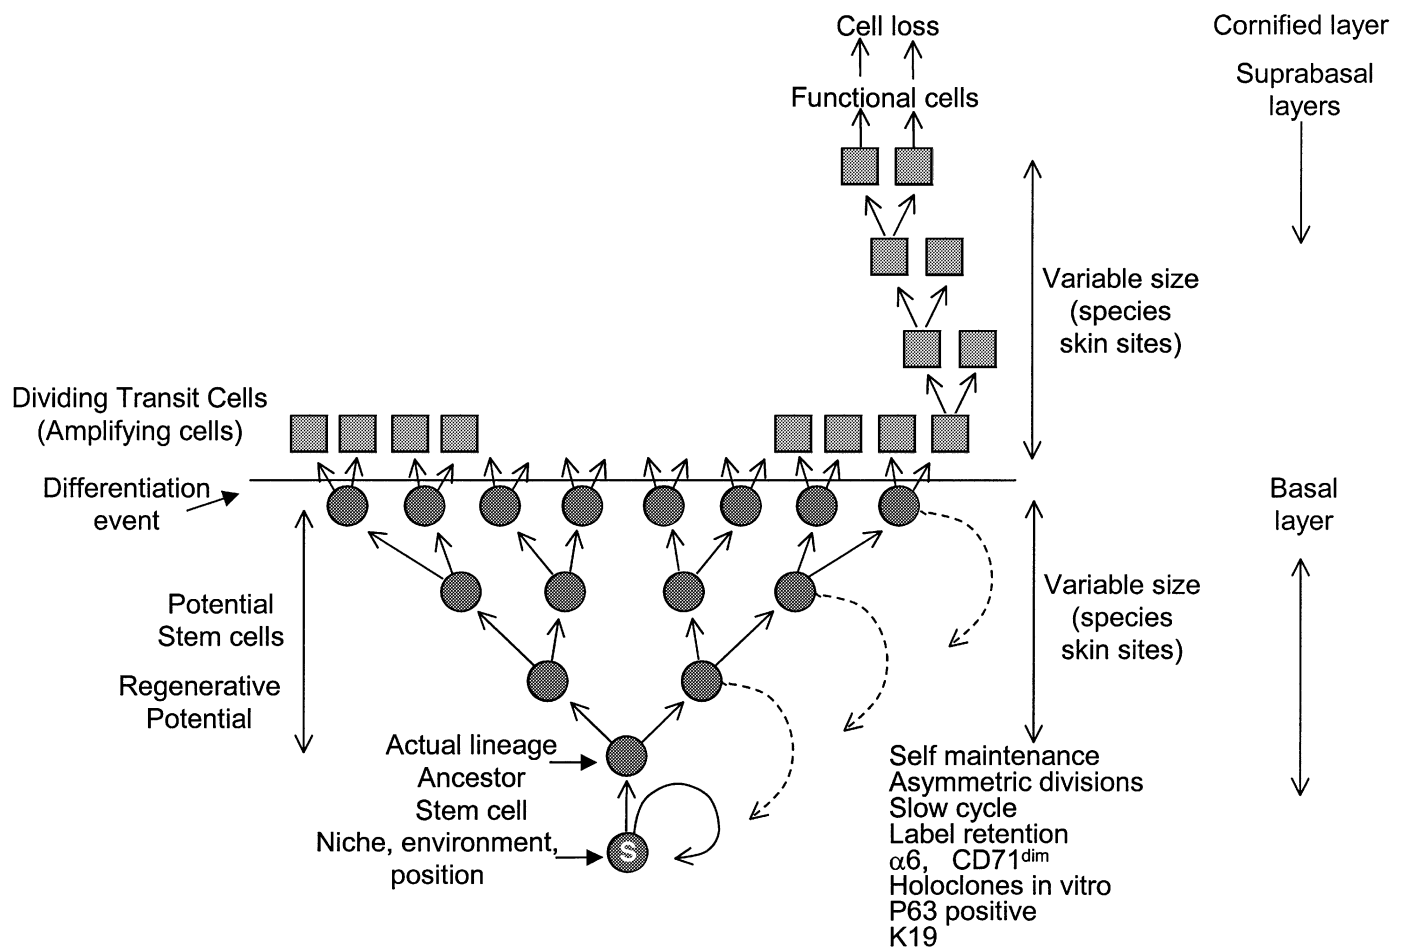 Cell loss
Cornified layer
Suprabasal
layers
Functional cells
Variable size
(species
skin sites)
Dividing Transit Cells
(Amplifying cells)
Differentiation
event
Basal
layer
Potential
Stem cells
Variable size
(species
skin sites)
Regenerative
Potential
Actual lineage
Ancestor
Stem cell
Niche, environment,
position
S
Self maintenance
Asymmetric divisions
Slow cycle
Label retention
α6, CD71dim
Holoclones in vitro
P63 positive
K19